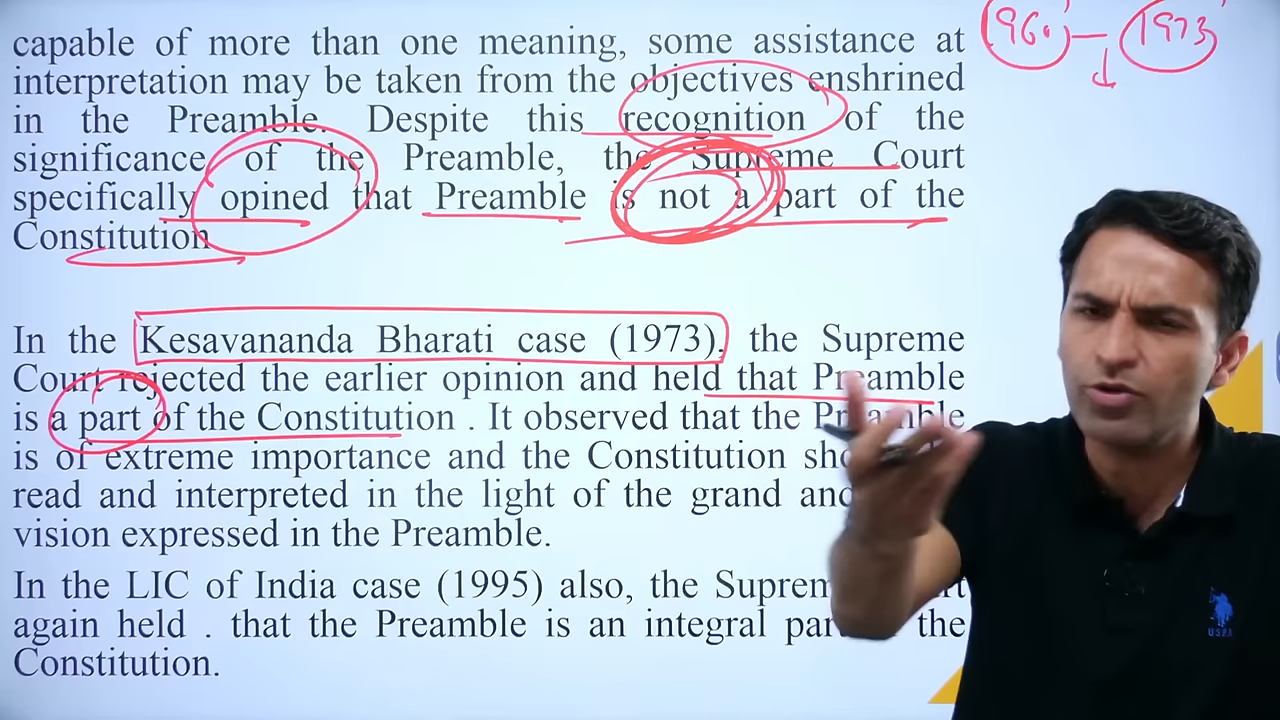 capable of more than one meaning, some assistance at
interpretation may be taken from the objectives enshrined
in the Preamble. Despite this recognition of the
significance of the Preamble, the Supreme Court
specifically opined that Preamble is not a part of the
Constitution
In the Kesavananda Bharati case (1973), the Supreme
Court rejected the earlier opinion and held that Preamble
is a part of the Constitution . It observed that the Preamble
is of extreme importance and the Constitution
read and interpreted in the light of the grand and
vision expressed in the Preamble.
In the LIC of India case (1995) also, the
again held . that the Preamble is an integral the
Constitution.
1960 — 1973
USPA